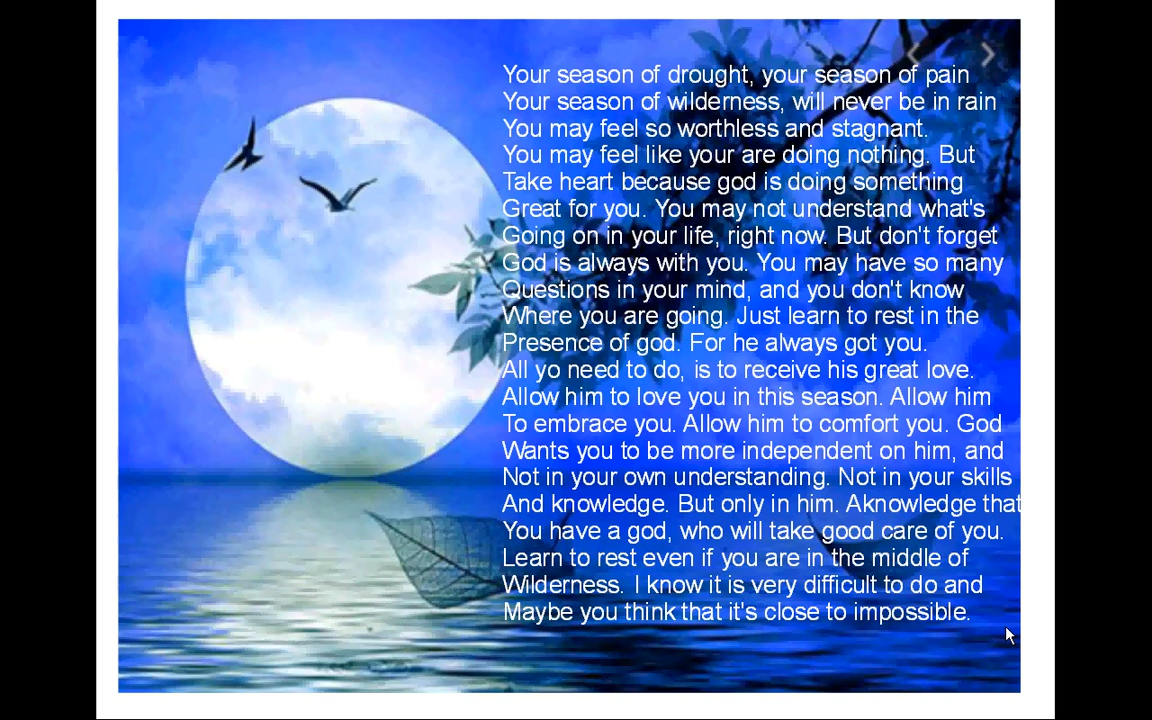 Your season of drought, your season of pain
Your season of wilderness, will never be in rain
You may feel so worthless and stagnant.
You may feel like your are doing nothing. But
Take heart because god is doing something
Great for you. You may not understand what's
Going on in your life, right now. But don't forget
God is always with you. You may have so many
Questions in your mind, and you don't know
Where you are going. Just learn to rest in the
Presence of god. For he always got you.
All yo need to do, is to receive his great love.
Allow him to love you in this season. Allow him
To embrace you. Allow him to comfort you. God
Wants you to be more independent on him, and
Not in your own understanding. Not in your skills
And knowledge. But only in him. Aknowledge that
You have a god, who will take good care of you.
Learn to rest even if you are in the middle of
Wilderness. I know it is very difficult to do and
Maybe you think that it's close to impossible.